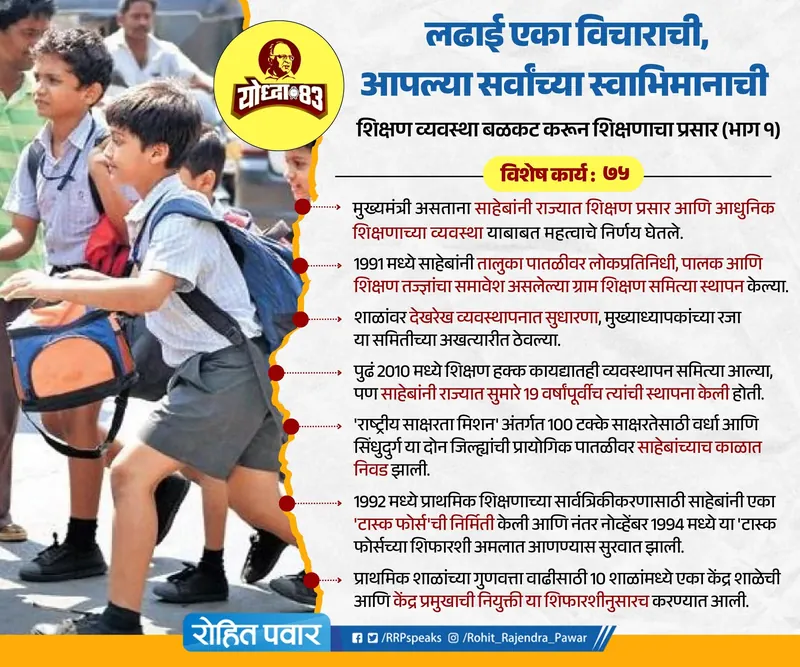 योध्दा ८३
लढाई एका विचाराची,
आपल्या सर्वांच्या स्वाभिमानाची
शिक्षण व्यवस्था बळकट करून शिक्षणाचा प्रसार (भाग १)
विशेष कार्य : ७५
मुख्यमंत्री असताना साहेबांनी राज्यात शिक्षण प्रसार आणि आधुनिक
शिक्षणाच्या व्यवस्था याबाबत महत्वाचे निर्णय घेतले.
1991 मध्ये साहेबांनी तालुका पातळीवर लोकप्रतिनिधी, पालक आणि
शिक्षण तज्ज्ञांचा समावेश असलेल्या ग्राम शिक्षण समित्या स्थापन केल्या.
शाळांवर देखरेख व्यवस्थापनात सुधारणा, मुख्याध्यापकांच्या रजा
या समितीच्या अखत्यारीत ठेवल्या.
पुढं 2010 मध्ये शिक्षण हक्क कायद्यातही व्यवस्थापन समित्या आल्या,
पण साहेबांनी राज्यात सुमारे 19 वर्षांपूर्वीच त्यांची स्थापना केली होती.
'राष्ट्रीय साक्षरता मिशन' अंतर्गत 100 टक्के साक्षरतेसाठी वर्धा आणि
सिंधुदुर्ग या दोन जिल्ह्यांची प्रायोगिक पातळीवर साहेबांच्याच काळात
निवड झाली.
1992 मध्ये प्राथमिक शिक्षणाच्या सार्वत्रिकीकरणासाठी साहेबांनी एका
'टास्क फोर्स'ची निर्मिती केली आणि नंतर नोव्हेंबर 1994 मध्ये या 'टास्क
फोर्सच्या शिफारशी अमलात आणण्यास सुरवात झाली.
प्राथमिक शाळांच्या गुणवत्ता वाढीसाठी 10 शाळांमध्ये एका केंद्र शाळेची
आणि केंद्र प्रमुखाची नियुक्ती या शिफारशीनुसारच करण्यात आली.
रोहित पवार
/RRPspeaks /Rohit_Rajendra_Pawar